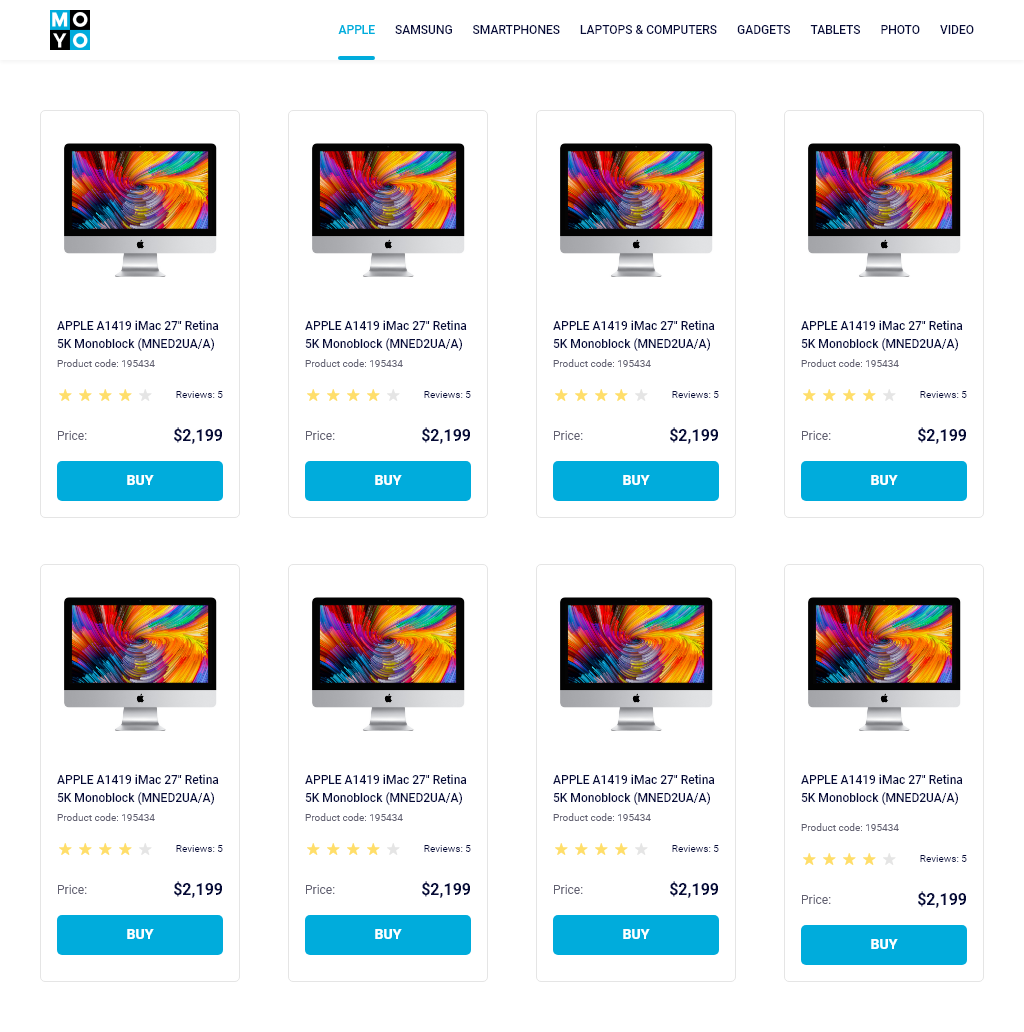 MO
YO
APPLE SAMSUNG SMARTPHONES LAPTOPS & COMPUTERS GADGETS TABLETS PHOTO VIDEO
APPLE A1419 iMac 27" Retina
5K Monoblock (MNED2UA/A)
Product code: 195434
Reviews: 5
Price: $2,199
BUY
APPLE A1419 iMac 27" Retina
5K Monoblock (MNED2UA/A)
Product code: 195434
Reviews: 5
Price: $2,199
BUY
APPLE A1419 iMac 27" Retina
5K Monoblock (MNED2UA/A)
Product code: 195434
Reviews: 5
Price: $2,199
BUY
APPLE A1419 iMac 27" Retina
5K Monoblock (MNED2UA/A)
Product code: 195434
Reviews: 5
Price: $2,199
BUY
APPLE A1419 iMac 27" Retina
5K Monoblock (MNED2UA/A)
Product code: 195434
Reviews: 5
Price: $2,199
BUY
APPLE A1419 iMac 27" Retina
5K Monoblock (MNED2UA/A)
Product code: 195434
Reviews: 5
Price: $2,199
BUY
APPLE A1419 iMac 27" Retina
5K Monoblock (MNED2UA/A)
Product code: 195434
Reviews: 5
Price: $2,199
BUY
APPLE A1419 iMac 27" Retina
5K Monoblock (MNED2UA/A)
Product code: 195434
Reviews: 5
Price: $2,199
BUY